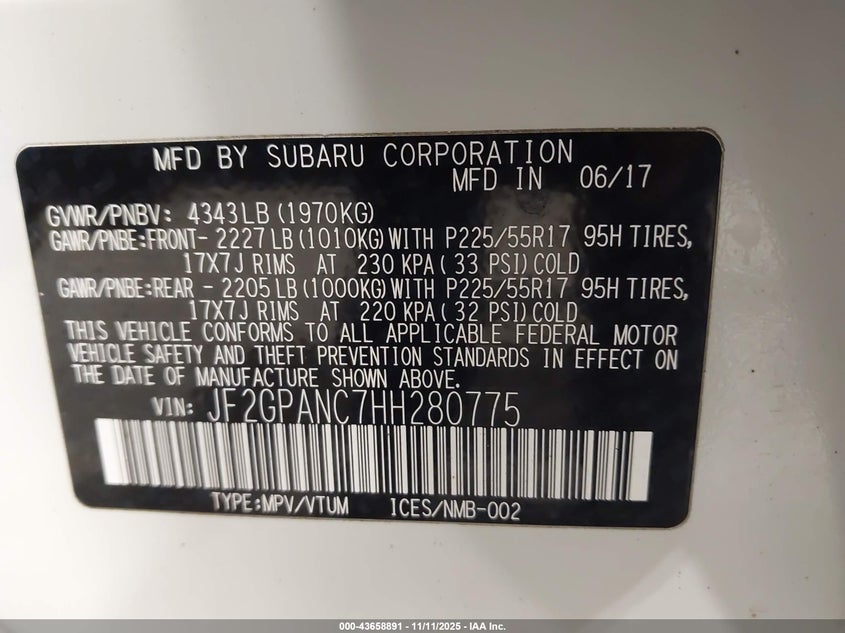 MFD BY SUBARU CORPORATION
MFD IN 06/17
GVWR/PNBV: 4343LB (1970KG)
GAWR/PNBE:FRONT- 2227LB (1010KG) WITH P225/55R17 95H TIRES,
17X7J RIMS AT 230 KPA( 33 PSI)COLD
GAWR/PNBE:REAR - 2205LB (1000KG) WITH P225/55R17 95H TIRES,
17X7J RIMS AT 220 KPA( 32 PSI)COLD
THIS VEHICLE CONFORMS TO ALL APPLICABLE FEDERAL MOTOR
VEHICLE SAFETY AND THEFT PREVENTION STANDARDS IN EFFECT ON
THE DATE OF MANUFACTURE SHOWN ABOVE.
VIN: JF2GPANC7HH280775
TYPE:MPV/VTUM ICES/NMB-002
000-43658891 - 11/11/2025 - IAA Inc.